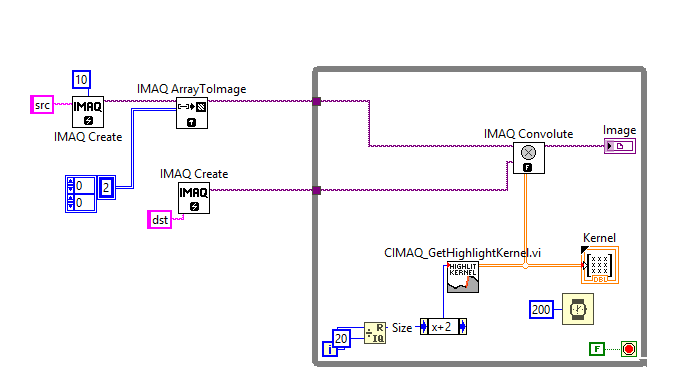 10
IMAQ ArrayToImage
src
IMAQ
IMAQ Create
IMAQ Convolute
Image
F
0
0
2
IMAQ Create
IMAQ
dst
CIMAQ_GetHighlightKernel.vi
HIGHLIT
KERNEL
Kernel
DBL
200
i
20
R
IQ
Size
x+2
F